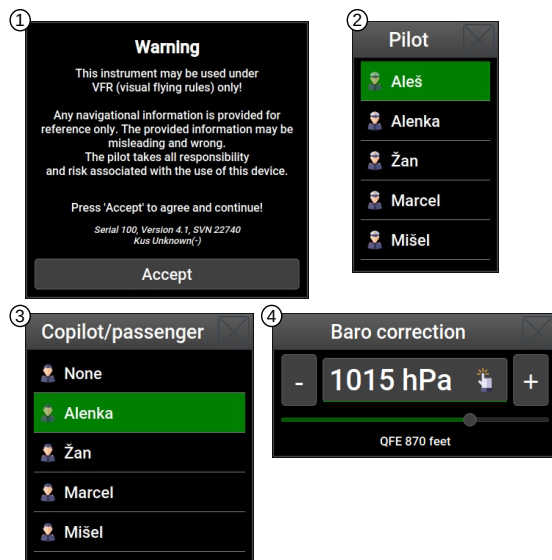 1
Warning
This instrument may be used under
VFR (visual flying rules) only!
Any navigational information is provided for
reference only. The provided information may be
misleading and wrong.
The pilot takes all responsibility
and risk associated with the use of this device.
Press 'Accept' to agree and continue!
Serial 100, Version 4.1, SVN 22740
Kus Unknown(-)
Accept
2
Pilot
Aleš
Alenka
Žan
Marcel
Mišel
3
Copilot/passenger
None
Alenka
Žan
Marcel
Mišel
4
Baro correction
- 1015 hPa +
QFE 870 feet